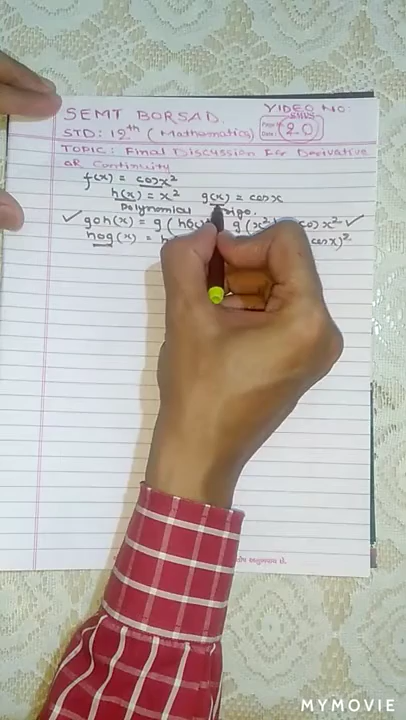 SEMT BORSAD.
VIDEO NO:
STD: 12th (Mathematics)
20
TOPIC: Final Discussion For Derivative
OR Continuity
f(x) = cosx²
h(x) = x² g(x) = cosx
Polynomial
✓ goh(x) = g(h(x)) g(x²) cosx² ✓
hog(x) = cosx)²
MYMOVIE